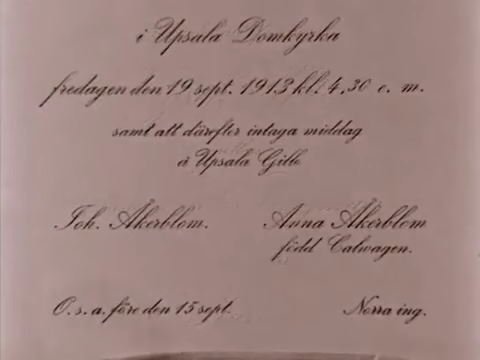 i Upsala Domkyrka
fredagen den 19 sept. 1913 kl. 4,30 e. m.
samt att därefter intaga middag
å Upsala Gille
Joh. Åkerblom.
Anna Åkerblom
född Calwagen.
O. s. a. före den 15 sept.
Norra ing.